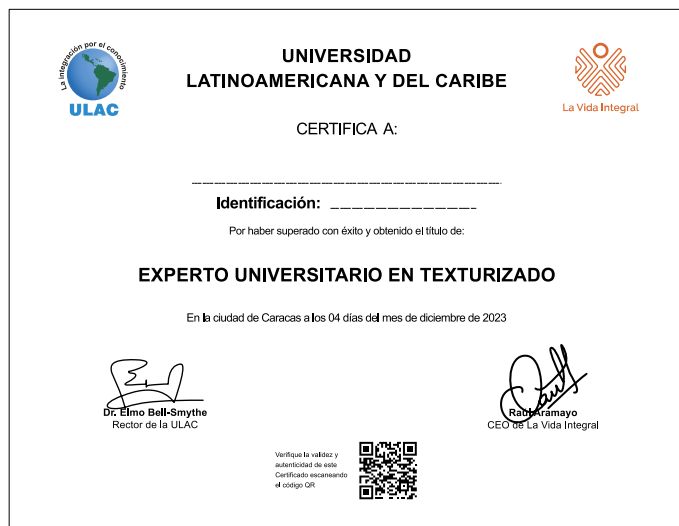 La integración por el conocimiento
ULAC
UNIVERSIDAD
LATINOAMERICANA Y DEL CARIBE
La Vida Integral
CERTIFICA A:
Identificación:
Por haber superado con éxito y obtenido el título de:
EXPERTO UNIVERSITARIO EN TEXTURIZADO
En la ciudad de Caracas a los 04 días del mes de diciembre de 2023
Dr. Elmo Bell-Smythe
Rector de la ULAC
Raúl Aramayo
CEO de La Vida Integral
Verifique la validez y
autenticidad de este
Certificado escaneando
el código QR